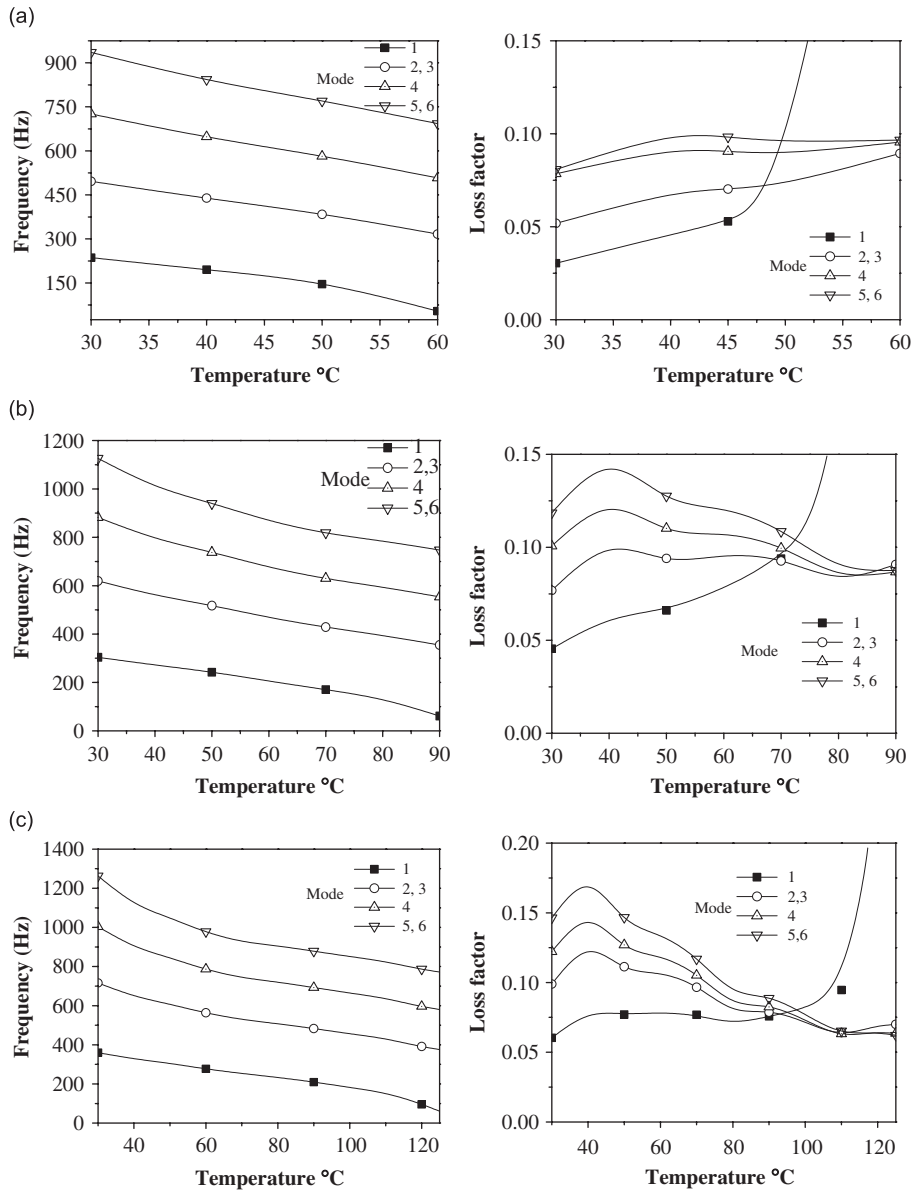 (a)
900
750
600
450
300
150
Frequency (Hz)
30 35 40 45 50 55 60
Temperature °C
Mode
1
2, 3
4
5, 6
0.15
0.10
0.05
0.00
Loss factor
30 35 40 45 50 55 60
Temperature °C
Mode
1
2, 3
4
5, 6
(b)
1200
1000
800
600
400
200
0
Frequency (Hz)
30 40 50 60 70 80 90
Temperature °C
Mode
1
2,3
4
5,6
0.15
0.10
0.05
0.00
Loss factor
30 40 50 60 70 80 90
Temperature °C
Mode
1
2, 3
4
5, 6
(c)
1400
1200
1000
800
600
400
200
0
Frequency (Hz)
40 60 80 100 120
Temperature °C
Mode
1
2, 3
4
5, 6
0.20
0.15
0.10
0.05
0.00
Loss factor
40 60 80 100 120
Temperature °C
Mode
1
2,3
4
5,6